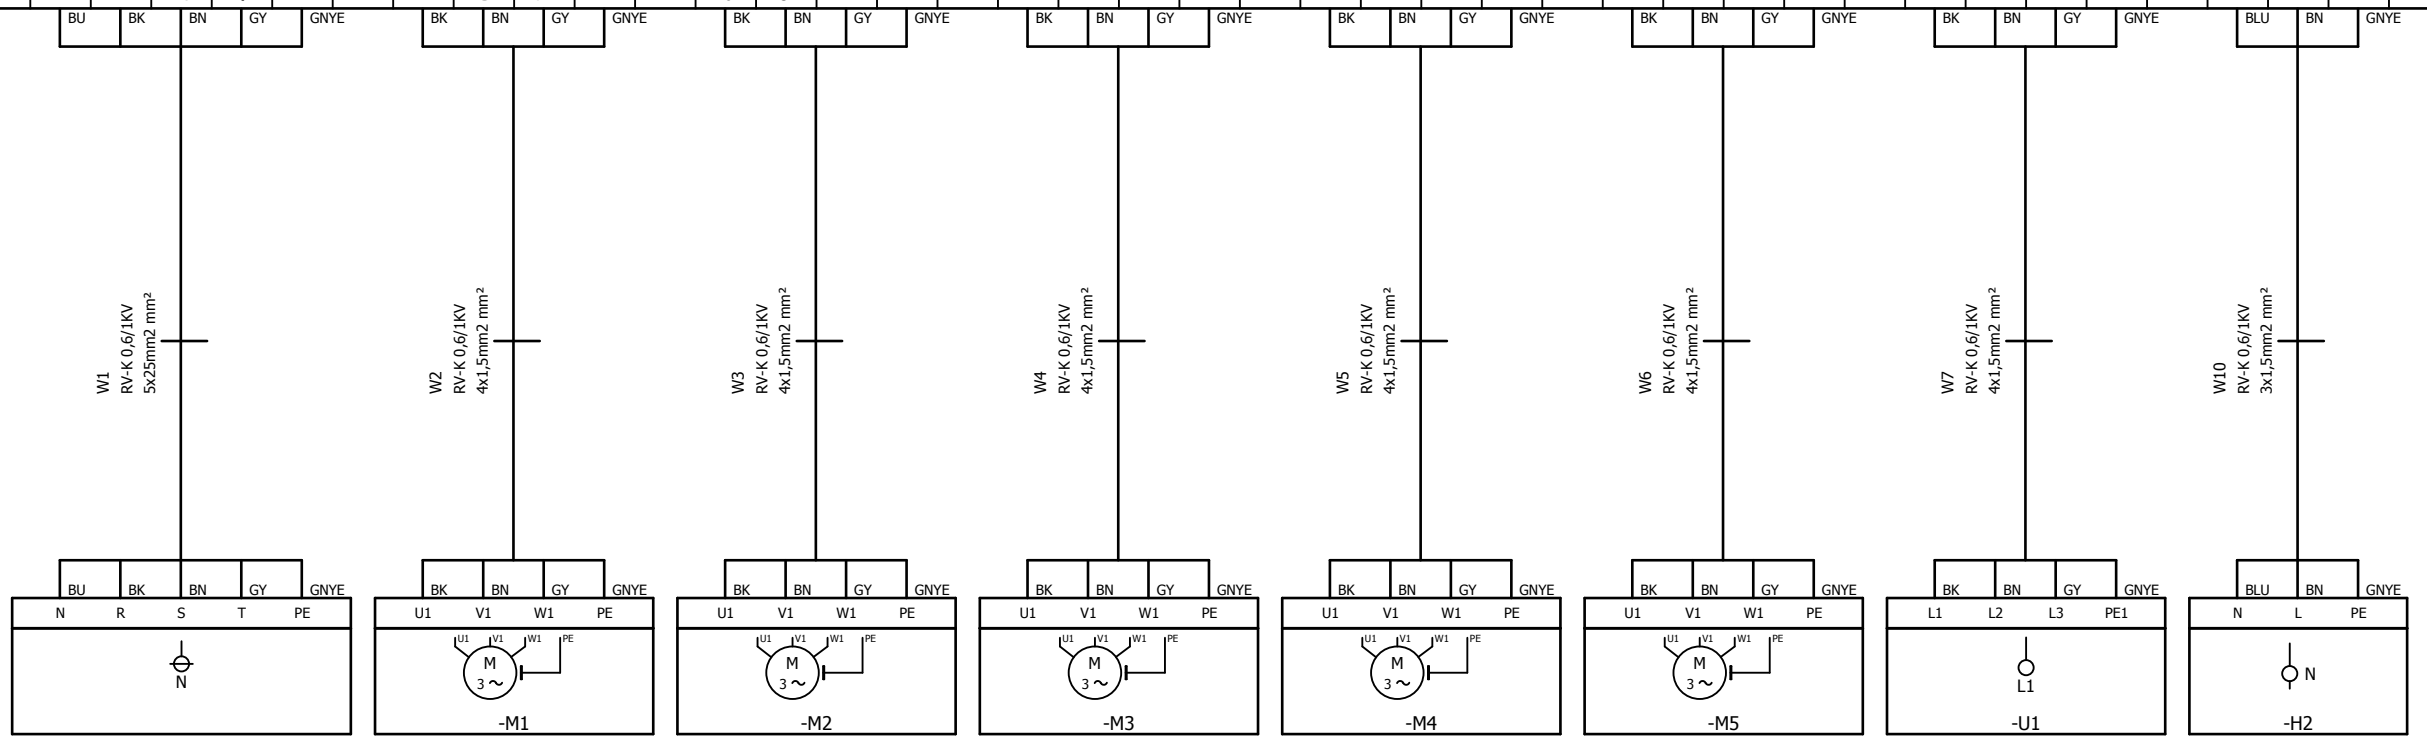 BU BK BN GY GNYE BK BN GY GNYE BK BN GY GNYE BK BN GY GNYE BK BN GY GNYE BK BN GY GNYE BK BN GY GNYE BLU BN GNYE
W1
RV-K 0,6/1KV
5x25mm2 mm²
W2
RV-K 0,6/1KV
4x1,5mm2 mm²
W3
RV-K 0,6/1KV
4x1,5mm2 mm²
W4
RV-K 0,6/1KV
4x1,5mm2 mm²
W5
RV-K 0,6/1KV
4x1,5mm2 mm²
W6
RV-K 0,6/1KV
4x1,5mm2 mm²
W7
RV-K 0,6/1KV
4x1,5mm2 mm²
W10
RV-K 0,6/1KV
3x1,5mm2 mm²
BU BK BN GY GNYE BK BN GY GNYE BK BN GY GNYE BK BN GY GNYE BK BN GY GNYE BK BN GY GNYE BK BN GY GNYE BLU BN GNYE
N R S T PE U1 V1 W1 PE U1 V1 W1 PE U1 V1 W1 PE U1 V1 W1 PE U1 V1 W1 PE L1 L2 L3 PE1 N L PE
U1 V1 W1 PE U1 V1 W1 PE U1 V1 W1 PE U1 V1 W1 PE U1 V1 W1 PE
M M M M M
N 3 ~ 3 ~ 3 ~ 3 ~ 3 ~ L1 N
-M1 -M2 -M3 -M4 -M5 -U1 -H2